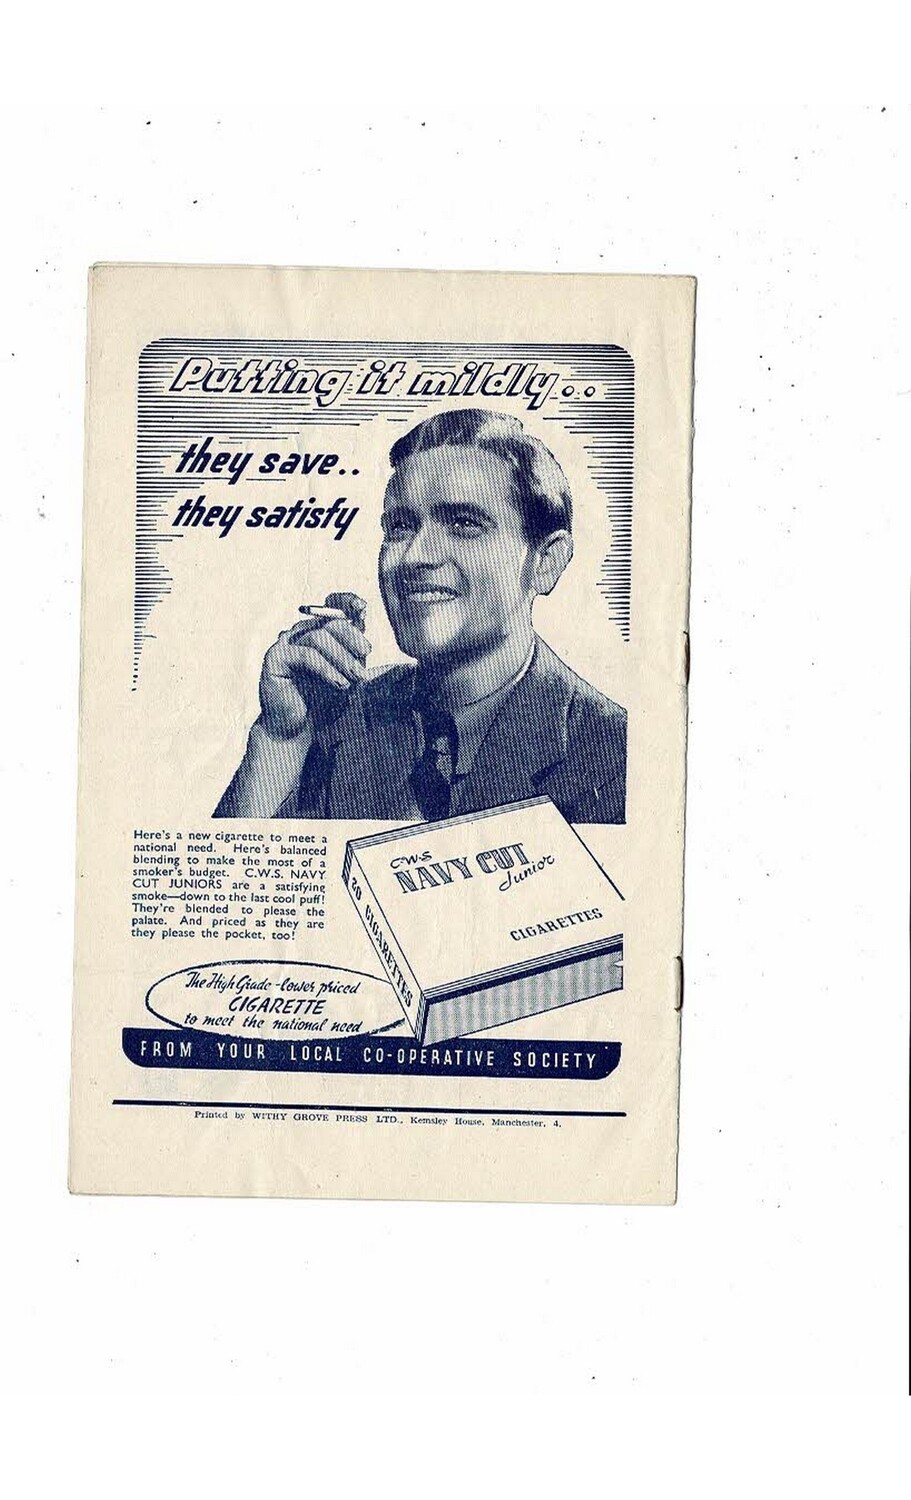 Putting it mildly..
they save..
they satisfy
Here's a new cigarette to meet a
national need. Here's balanced
blending to make the most of a
smoker's budget. C.W.S. NAVY
CUT JUNIORS are a satisfying
smoke—down to the last cool puff!
They're blended to please the
palate. And priced as they are
they please the pocket, too!
C.W.S
NAVY CUT
Junior
CIGARETTES
20 CIGARETTES
The High Grade - lower priced
CIGARETTE
to meet the national need
FROM YOUR LOCAL CO-OPERATIVE SOCIETY
Printed by WITHY GROVE PRESS LTD., Kemsley House, Manchester, 4.